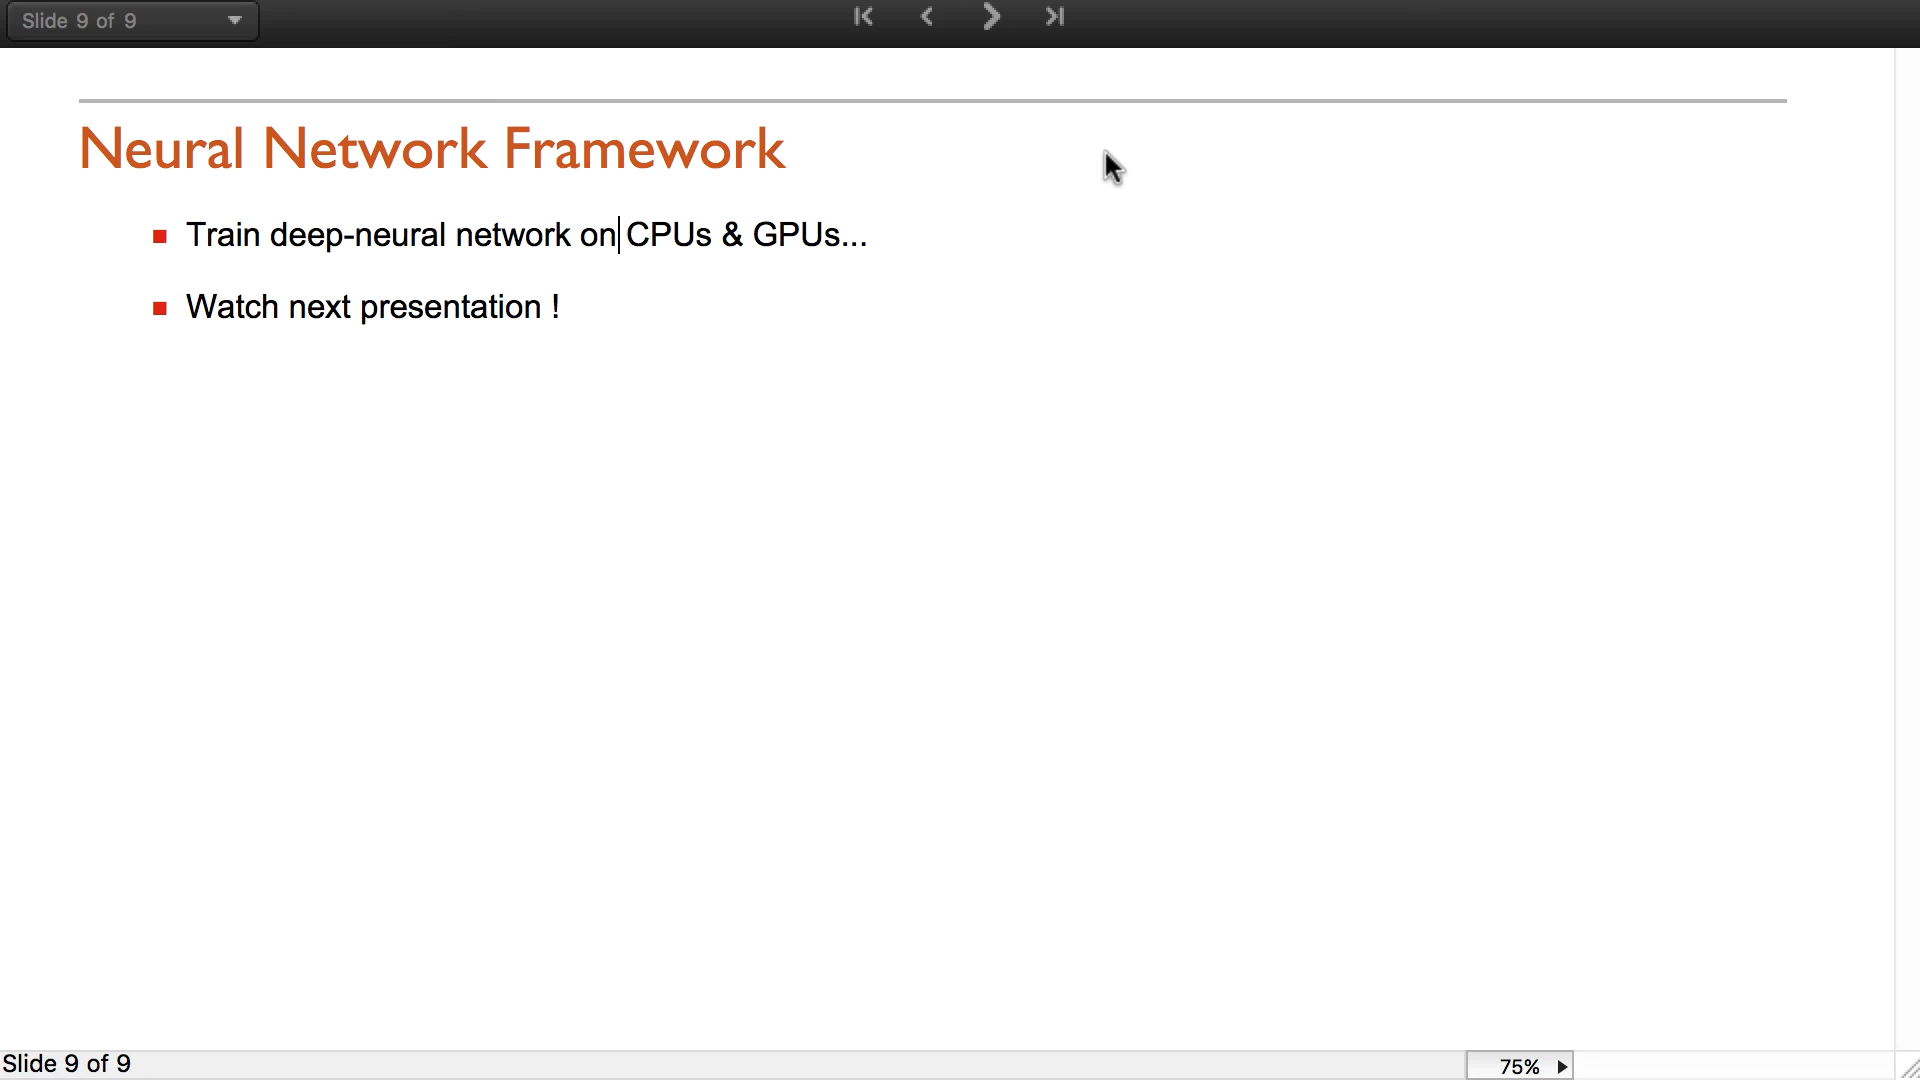 Slide 9 of 9
Neural Network Framework
Train deep-neural network on CPUs & GPUs...
Watch next presentation !
Slide 9 of 9
75%